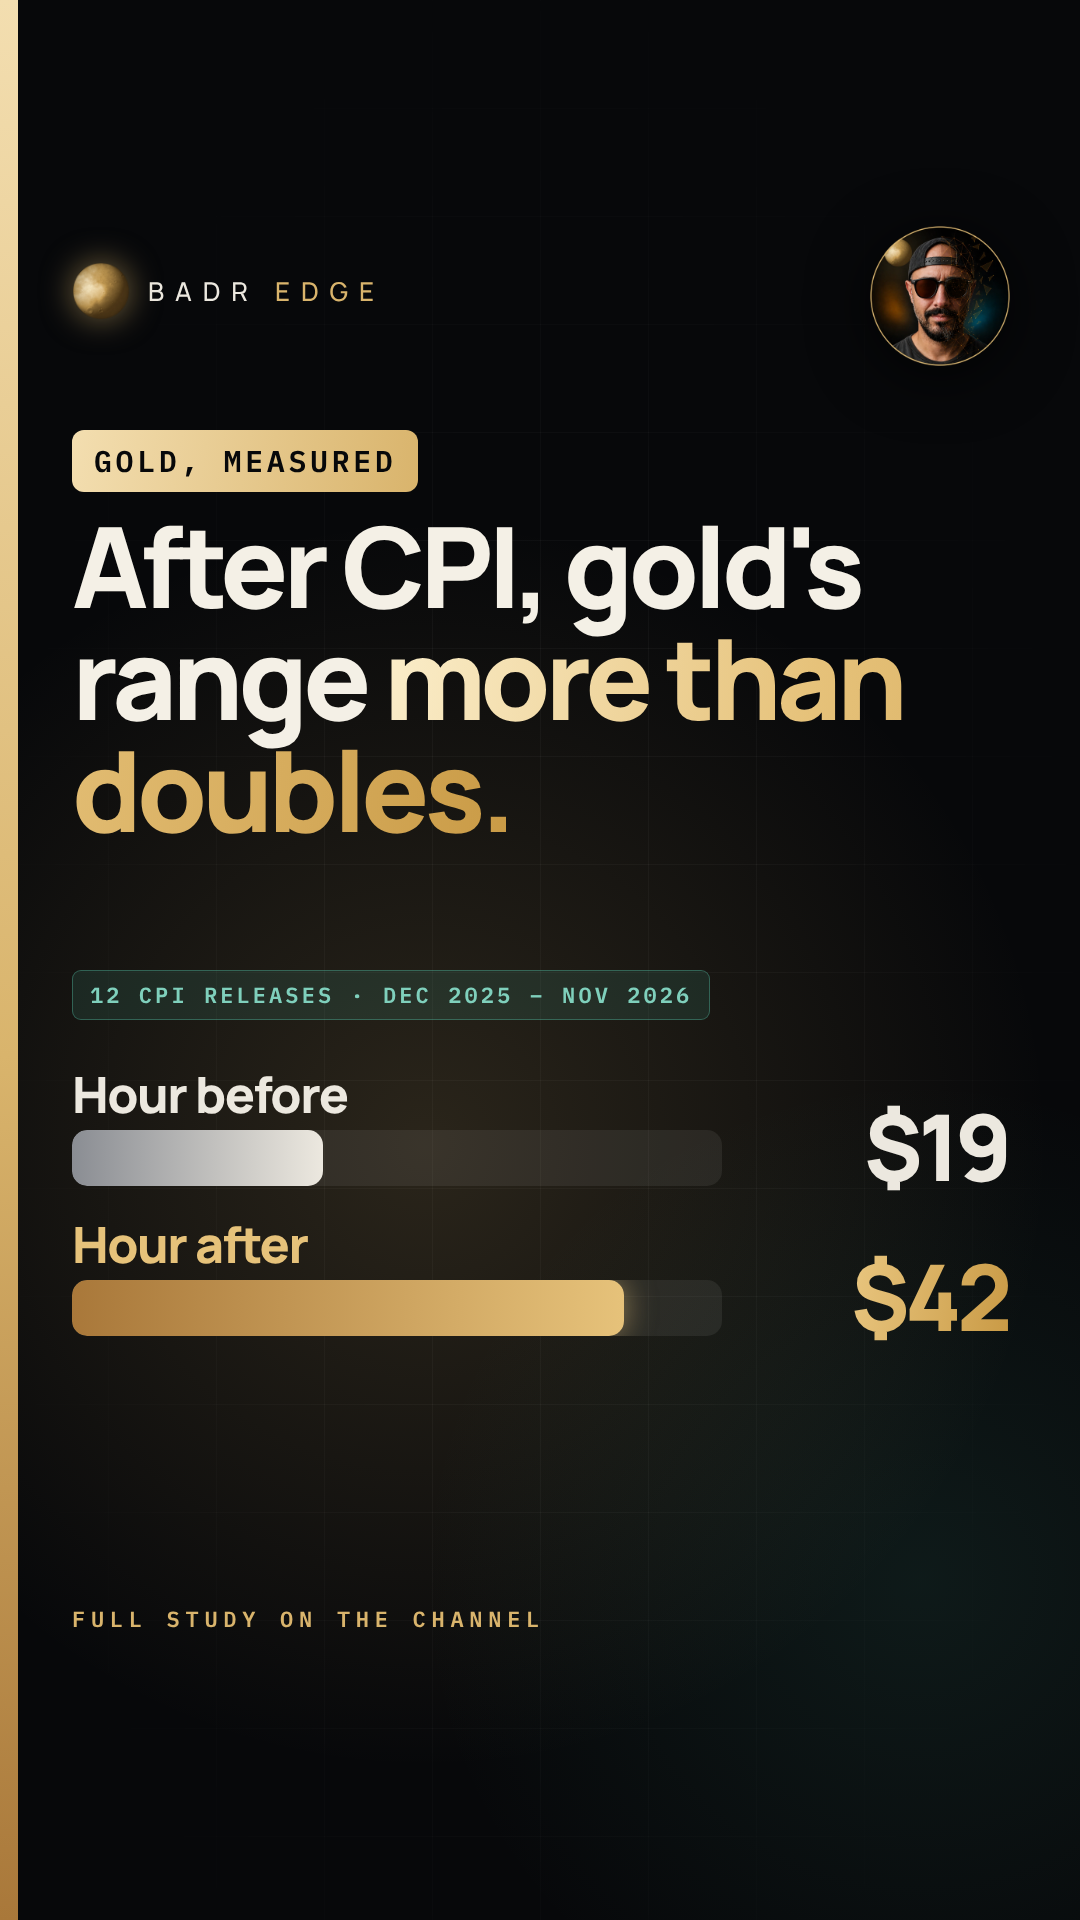 BADR EDGE
GOLD, MEASURED
After CPI, gold's
range more than
doubles.
12 CPI RELEASES · DEC 2025 – NOV 2026
Hour before
$19
Hour after
$42
FULL STUDY ON THE CHANNEL